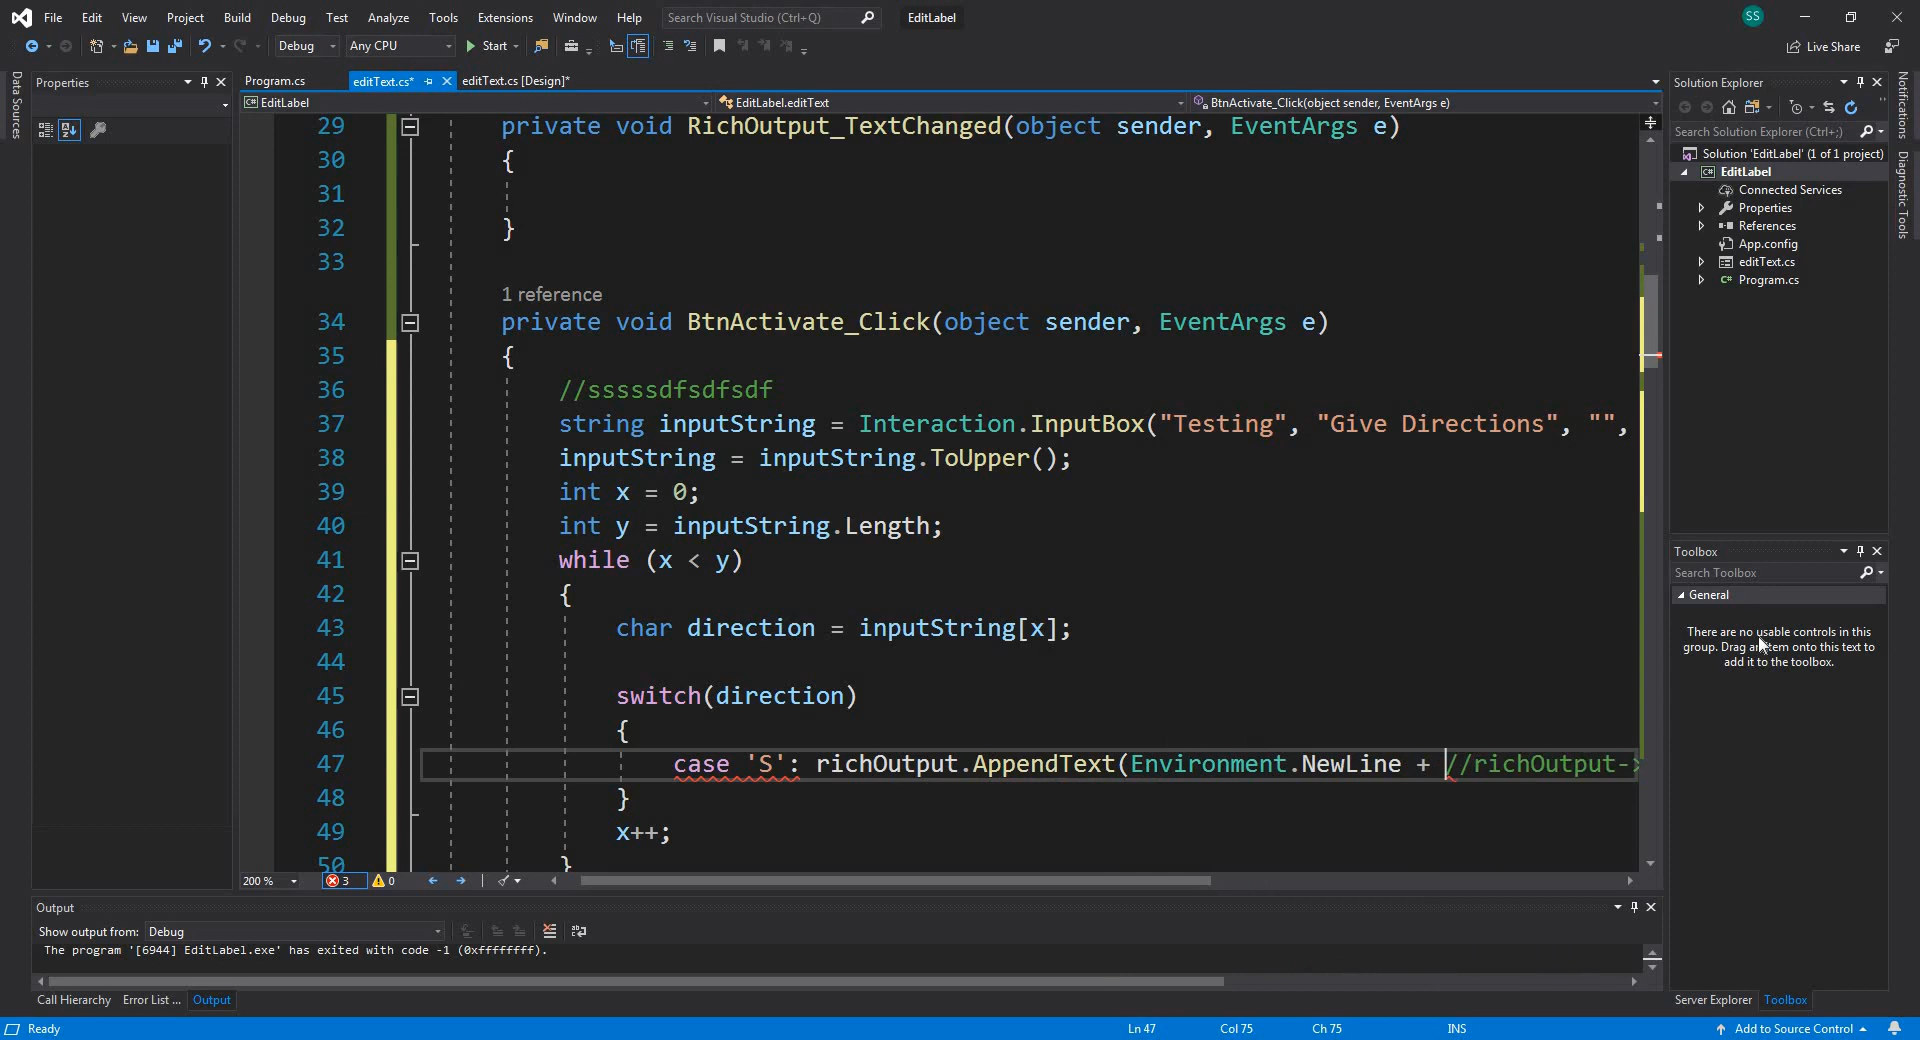 File Edit View Project Build Debug Test Analyze Tools Extensions Window Help Search Visual Studio (Ctrl+Q) EditLabel SS
Debug Any CPU Start Live Share
Data Sources
Properties
Program.cs editText.cs* editText.cs [Design]*
EditLabel EditLabel.editText BtnActivate_Click(object sender, EventArgs e)
29 private void RichOutput_TextChanged(object sender, EventArgs e)
30 {
31
32 }
33
1 reference
34 private void BtnActivate_Click(object sender, EventArgs e)
35 {
36 //sssssdfsdfsdf
37 string inputString = Interaction.InputBox("Testing", "Give Directions", "",
38 inputString = inputString.ToUpper();
39 int x = 0;
40 int y = inputString.Length;
41 while (x < y)
42 {
43 char direction = inputString[x];
44
45 switch(direction)
46 {
47 case 'S': richOutput.AppendText(Environment.NewLine + //richOutput->
48 }
49 x++;
50 }
200 % 3 0
Solution Explorer
Search Solution Explorer (Ctrl+;)
Solution 'EditLabel' (1 of 1 project)
EditLabel
Connected Services
Properties
References
App.config
editText.cs
Program.cs
Toolbox
Search Toolbox
General
There are no usable controls in this
group. Drag an item onto this text to
add it to the toolbox.
Server Explorer Toolbox
Notifications
Diagnostic Tools
Output
Show output from: Debug
The program '[6944] EditLabel.exe' has exited with code -1 (0xffffffff).
Call Hierarchy Error List ... Output
Ready Ln 47 Col 75 Ch 75 INS Add to Source Control